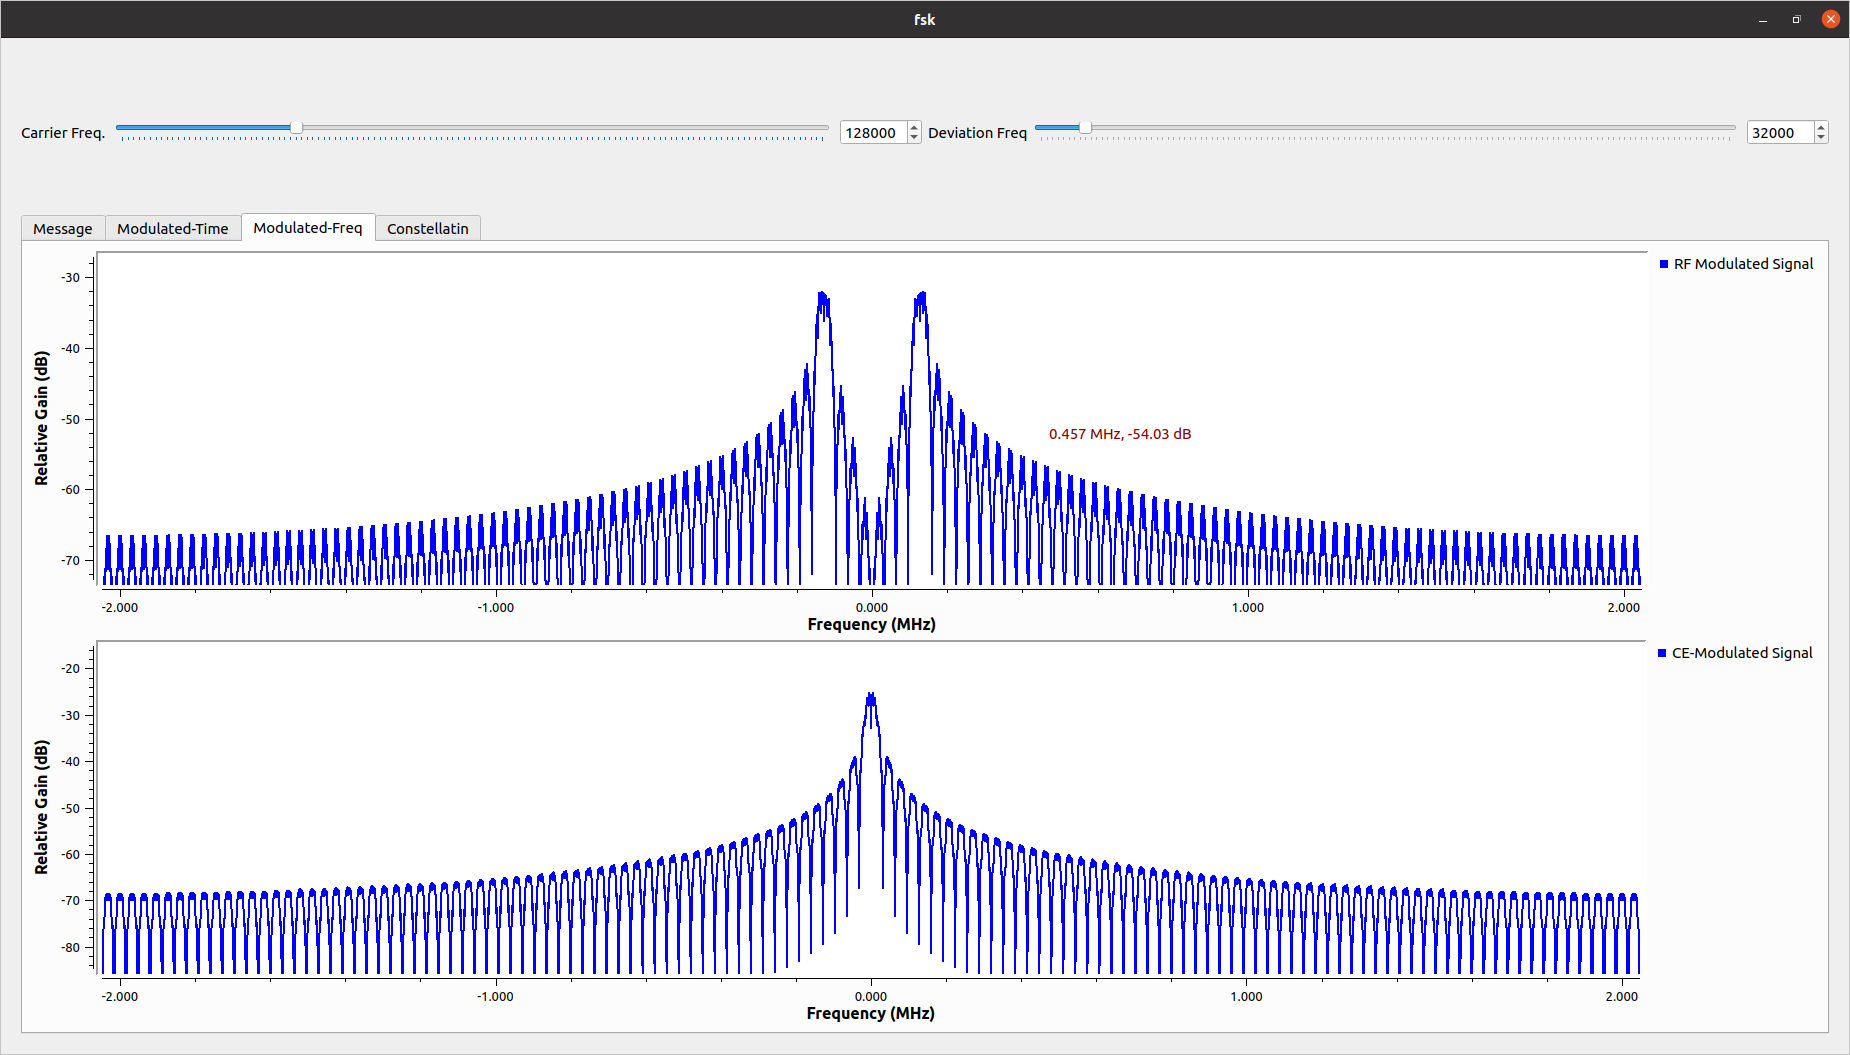 fsk
Carrier Freq. 128000 Deviation Freq 32000
Message Modulated-Time Modulated-Freq Constellatin
RF Modulated Signal
Relative Gain (dB)
-30
-40
-50
-60
-70
0.457 MHz, -54.03 dB
-2.000 -1.000 0.000 1.000 2.000
Frequency (MHz)
CE-Modulated Signal
Relative Gain (dB)
-20
-30
-40
-50
-60
-70
-80
-2.000 -1.000 0.000 1.000 2.000
Frequency (MHz)